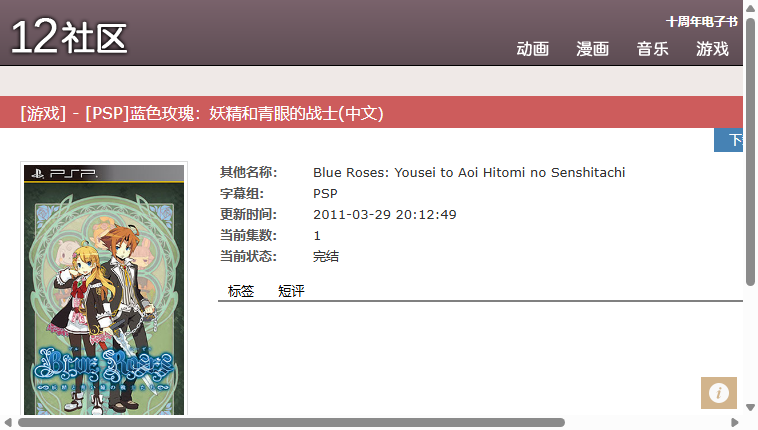 12社区
十周年电子书
动画 漫画 音乐 游戏
[游戏] - [PSP]蓝色玫瑰：妖精和青眼的战士(中文)
其他名称: Blue Roses: Yousei to Aoi Hitomi no Senshitachi
字幕组: PSP
更新时间: 2011-03-29 20:12:49
当前集数: 1
当前状态: 完结
标签 短评
PSP
BLUE ROSES